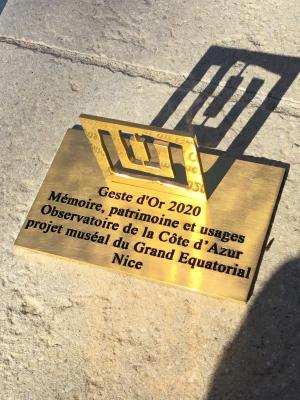 Geste d'Or 2020
Mémoire, patrimoine et usages
Observatoire de la Côte d'Azur
projet muséal du Grand Equatorial
Nice